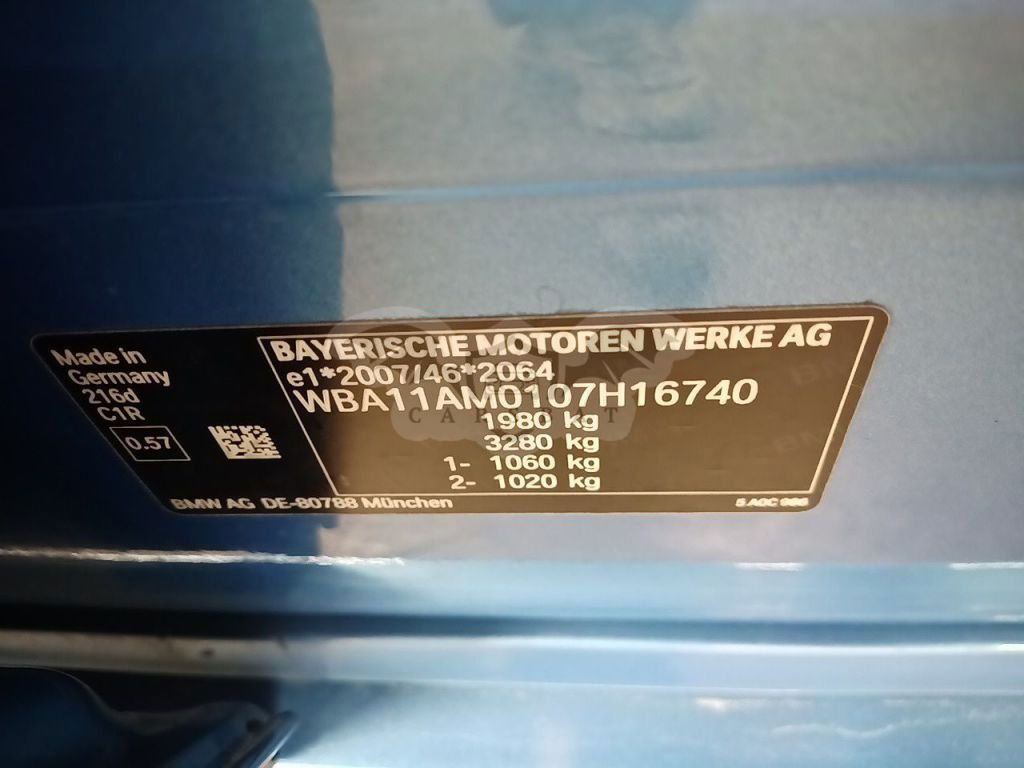 Made in
Germany
216d
C1R
0.57
BAYERISCHE MOTOREN WERKE AG
e1*2007/46*2064
WBA11AM0107H16740
1980 kg
3280 kg
1- 1060 kg
2- 1020 kg
BMW AG DE-80788 München
CARCBAT